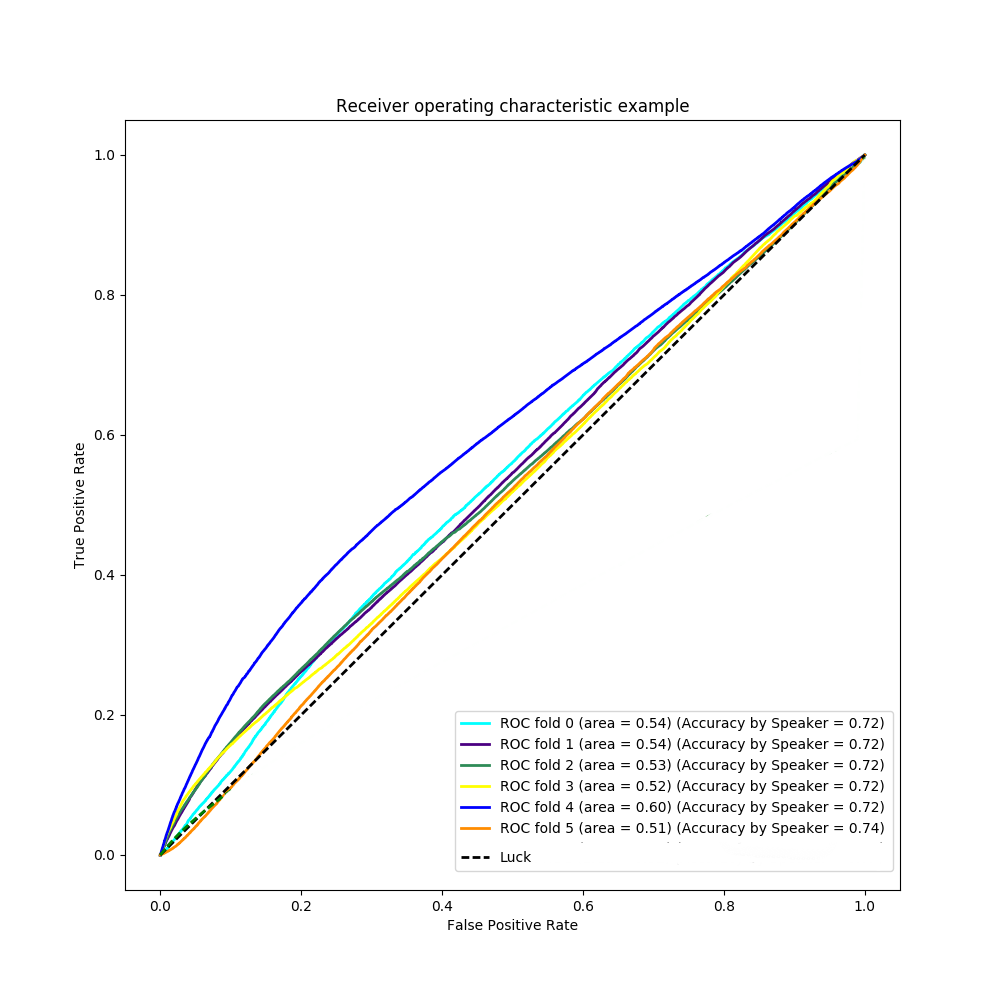 Receiver operating characteristic example
True Positive Rate
1.0
0.8
0.6
0.4
0.2
0.0
ROC fold 0 (area = 0.54) (Accuracy by Speaker = 0.72)
ROC fold 1 (area = 0.54) (Accuracy by Speaker = 0.72)
ROC fold 2 (area = 0.53) (Accuracy by Speaker = 0.72)
ROC fold 3 (area = 0.52) (Accuracy by Speaker = 0.72)
ROC fold 4 (area = 0.60) (Accuracy by Speaker = 0.72)
ROC fold 5 (area = 0.51) (Accuracy by Speaker = 0.74)
Luck
0.0 0.2 0.4 0.6 0.8 1.0
False Positive Rate